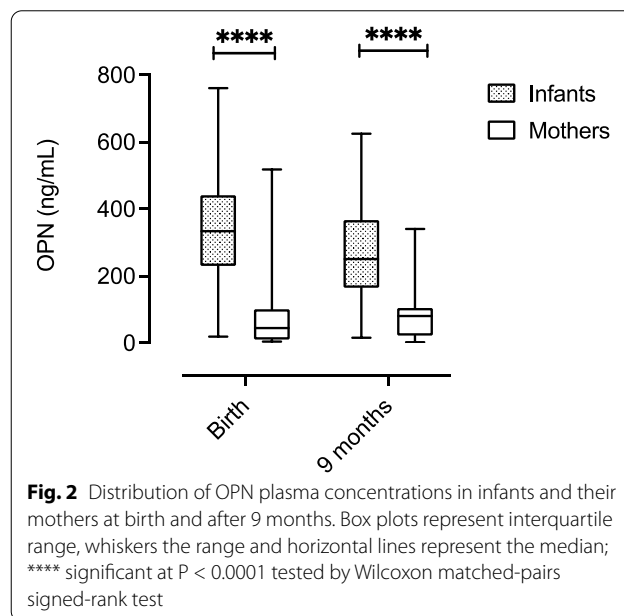 ****
****
800
600
400
200
0
OPN (ng/mL)
Infants
Mothers
Birth
9 months
Fig. 2 Distribution of OPN plasma concentrations in infants and their
mothers at birth and after 9 months. Box plots represent interquartile
range, whiskers the range and horizontal lines represent the median;
**** significant at P < 0.0001 tested by Wilcoxon matched-pairs
signed-rank test